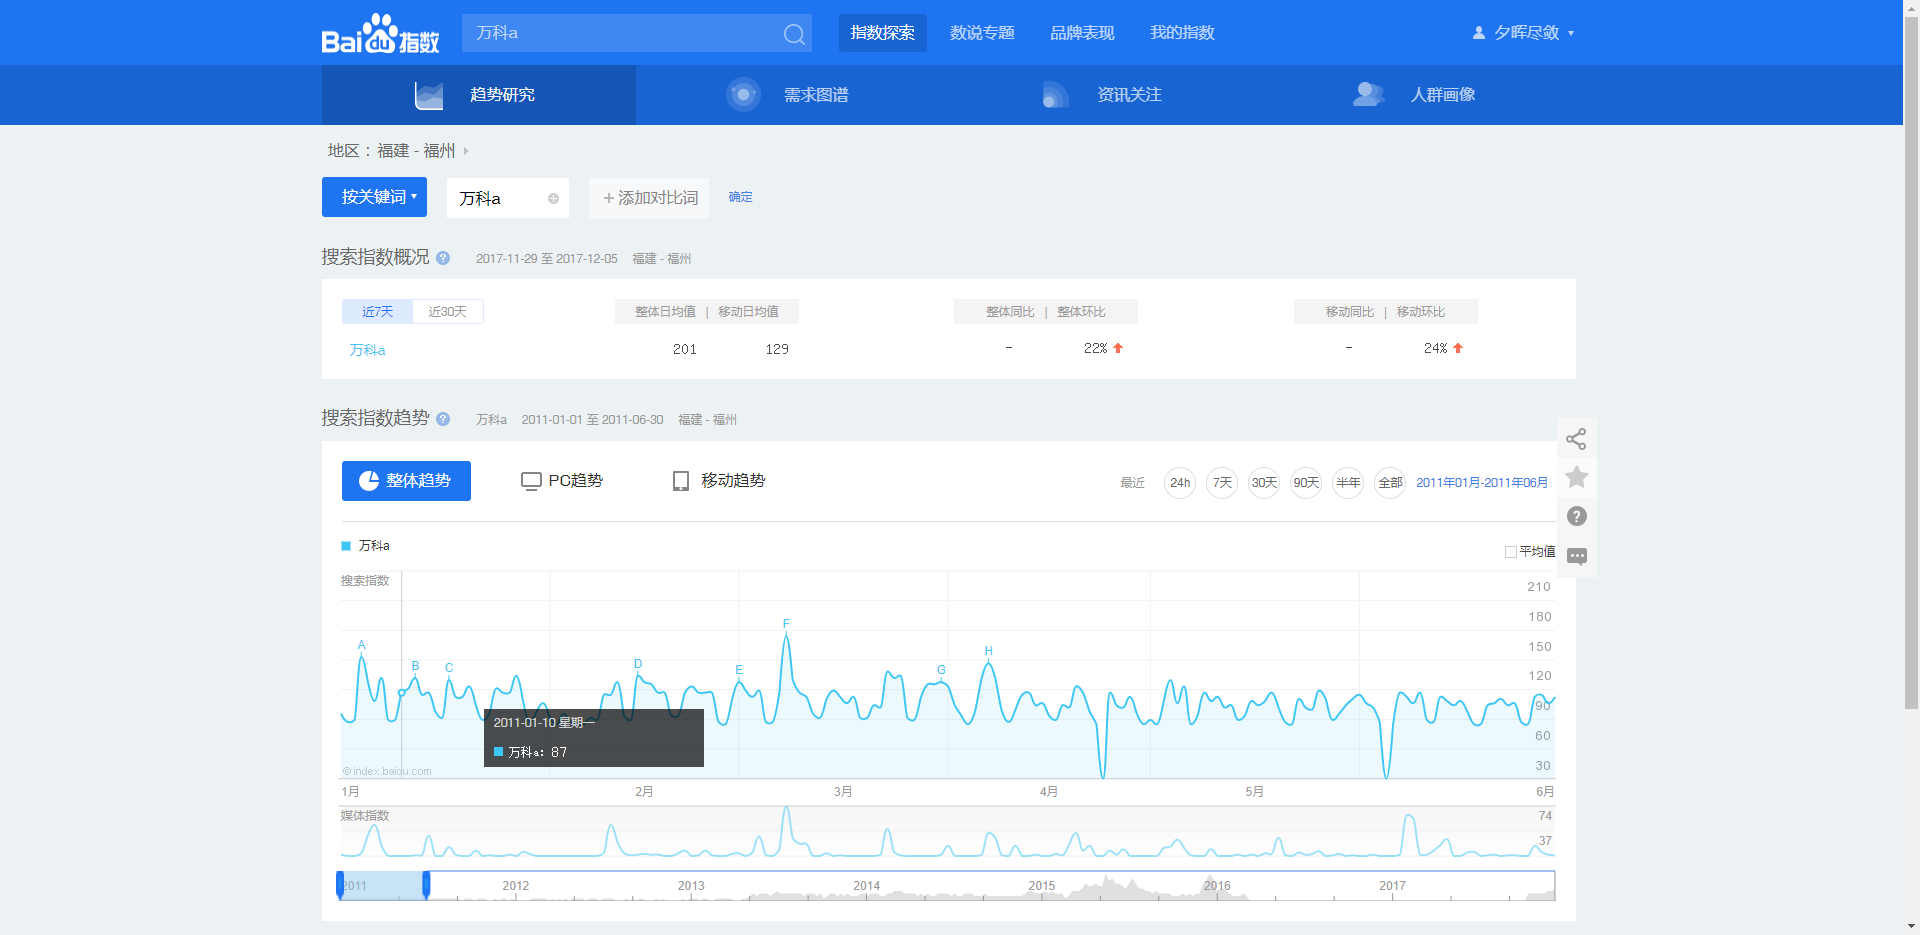 Baidu指数
万科a
指数探索 数说专题 品牌表现 我的指数
夕晖尽敛
趋势研究 需求图谱 资讯关注 人群画像
地区： 福建 - 福州
按关键词 万科a +添加对比词 确定
搜索指数概况 ? 2017-11-29 至 2017-12-05 福建 - 福州
近7天 近30天 整体日均值 | 移动日均值 整体同比 | 整体环比 移动同比 | 移动环比
万科a 201 129 - 22% - 24%
搜索指数趋势 ? 万科a 2011-01-01 至 2011-06-30 福建 - 福州
整体趋势 PC趋势 移动趋势 最近 24h 7天 30天 90天 半年 全部 2011年01月-2011年06月
?
万科a
平均值
搜索指数
210
180
150
120
90
60
30
A
B
C
D
E
F
G
H
2011-01-10 星期一
万科a: 87
© index.baidu.com
1月 2月 3月 4月 5月 6月
媒体指数
74
37
2011 2012 2013 2014 2015 2016 2017